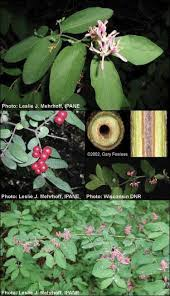 Photo: Leslie J. Mehrhoff, IPANE
©2002, Gary Fewless
Photo: Leslie J. Mehrhoff, IPANE
Photo: Wisconsin DNR
Photo: Leslie J. Mehrhoff, IPANE